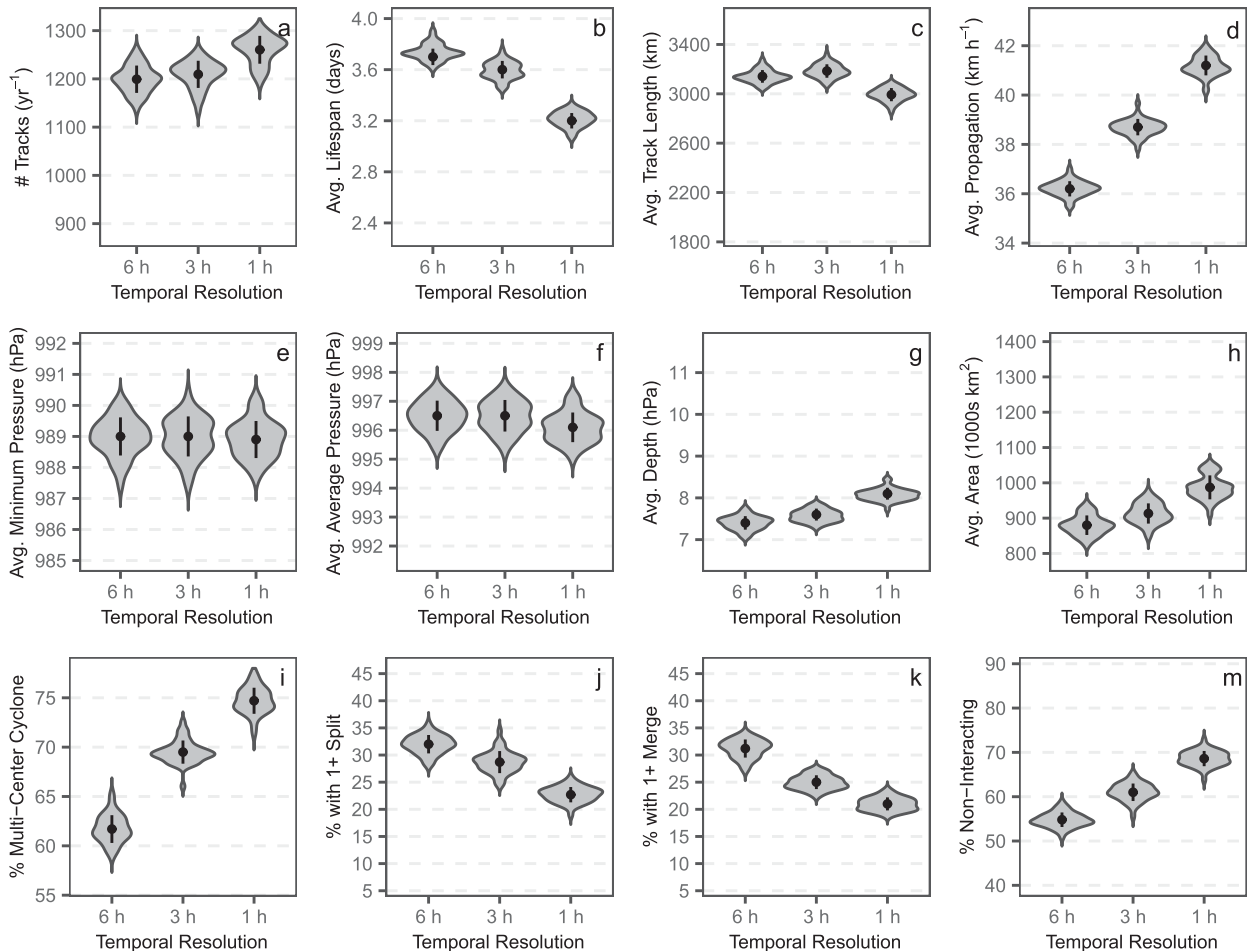 # Tracks (yr⁻¹)
1300
1200
1100
1000
900
a
6 h 3 h 1 h
Temporal Resolution
Avg. Lifespan (days)
4.0
3.6
3.2
2.8
2.4
b
6 h 3 h 1 h
Temporal Resolution
Avg. Track Length (km)
3400
3000
2600
2200
1800
c
6 h 3 h 1 h
Temporal Resolution
Avg. Propagation (km h⁻¹)
42
40
38
36
34
d
6 h 3 h 1 h
Temporal Resolution
Avg. Minimum Pressure (hPa)
992
991
990
989
988
987
986
985
e
6 h 3 h 1 h
Temporal Resolution
Avg. Average Pressure (hPa)
999
998
997
996
995
994
993
992
f
6 h 3 h 1 h
Temporal Resolution
Avg. Depth (hPa)
11
10
9
8
7
g
6 h 3 h 1 h
Temporal Resolution
Avg. Area (1000s km²)
1400
1300
1200
1000
1000
900
800
h
6 h 3 h 1 h
Temporal Resolution
% Multi−Center Cyclone
75
70
65
60
55
i
6 h 3 h 1 h
Temporal Resolution
% with 1+ Split
45
40
35
30
25
20
15
10
5
j
6 h 3 h 1 h
Temporal Resolution
% with 1+ Merge
45
40
35
30
25
20
15
10
5
k
6 h 3 h 1 h
Temporal Resolution
% Non−Interacting
90
80
70
60
50
40
m
6 h 3 h 1 h
Temporal Resolution